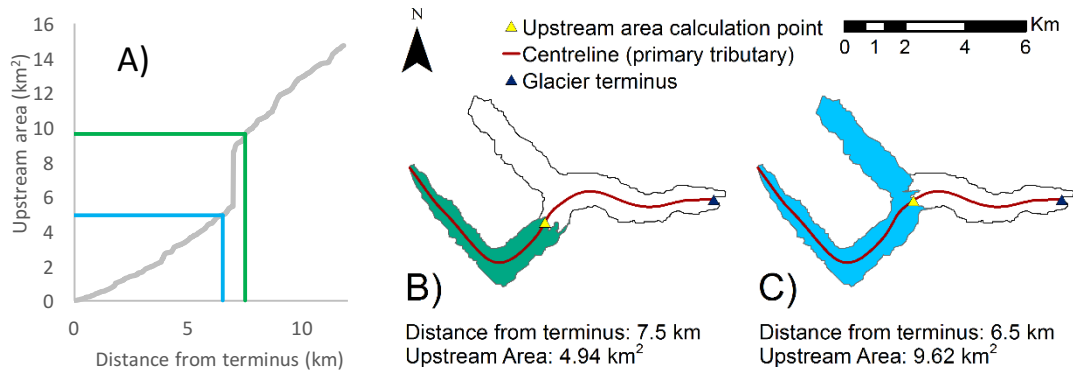 A)
Upstream area (km²)
16
14
12
10
8
6
4
2
0
0 5 10
Distance from terminus (km)
N
Upstream area calculation point
Centreline (primary tributary)
Glacier terminus
Km
0 1 2 4 6
B)
Distance from terminus: 7.5 km
Upstream Area: 4.94 km²
C)
Distance from terminus: 6.5 km
Upstream Area: 9.62 km²